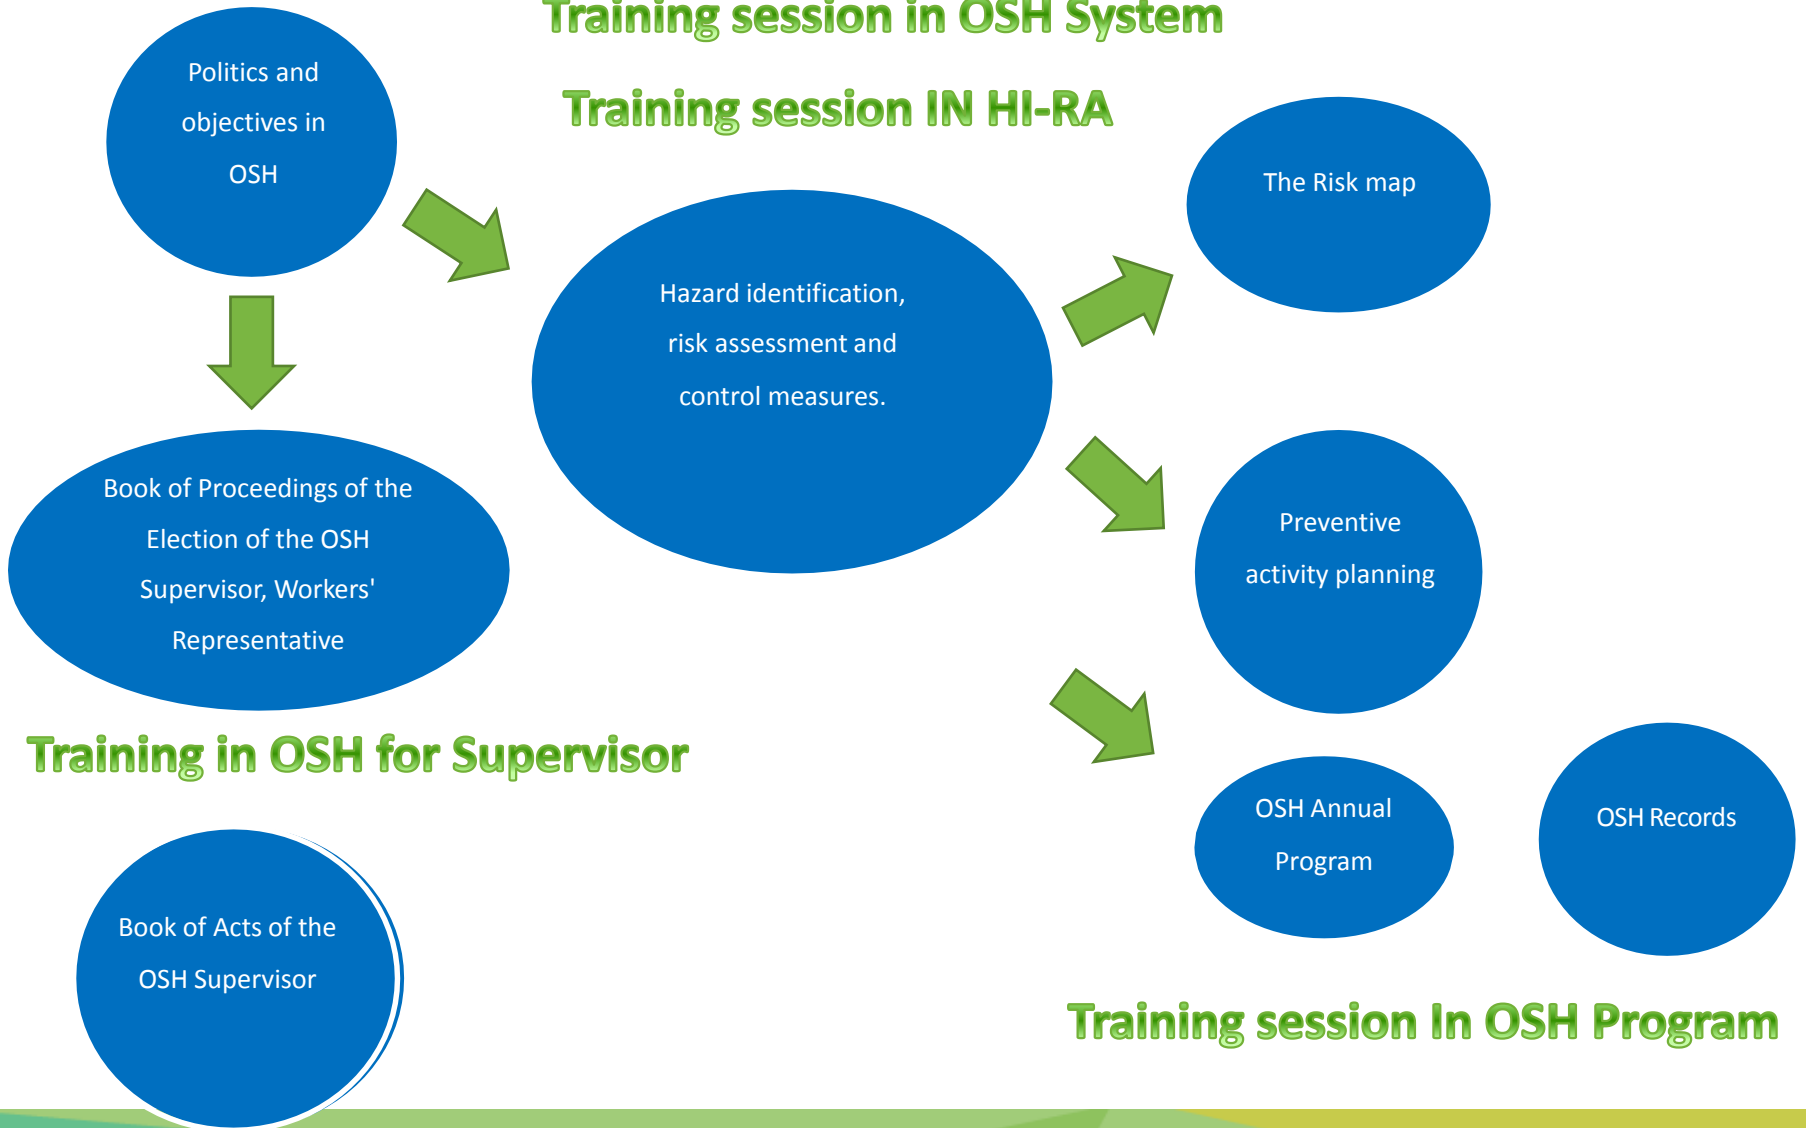 Training session in OSH System
Training session IN HI-RA
Politics and
objectives in
OSH
The Risk map
Hazard identification,
risk assessment and
control measures.
Book of Proceedings of the
Election of the OSH
Supervisor, Workers'
Representative
Preventive
activity planning
Training in OSH for Supervisor
OSH Annual
Program
OSH Records
Book of Acts of the
OSH Supervisor
Training session In OSH Program